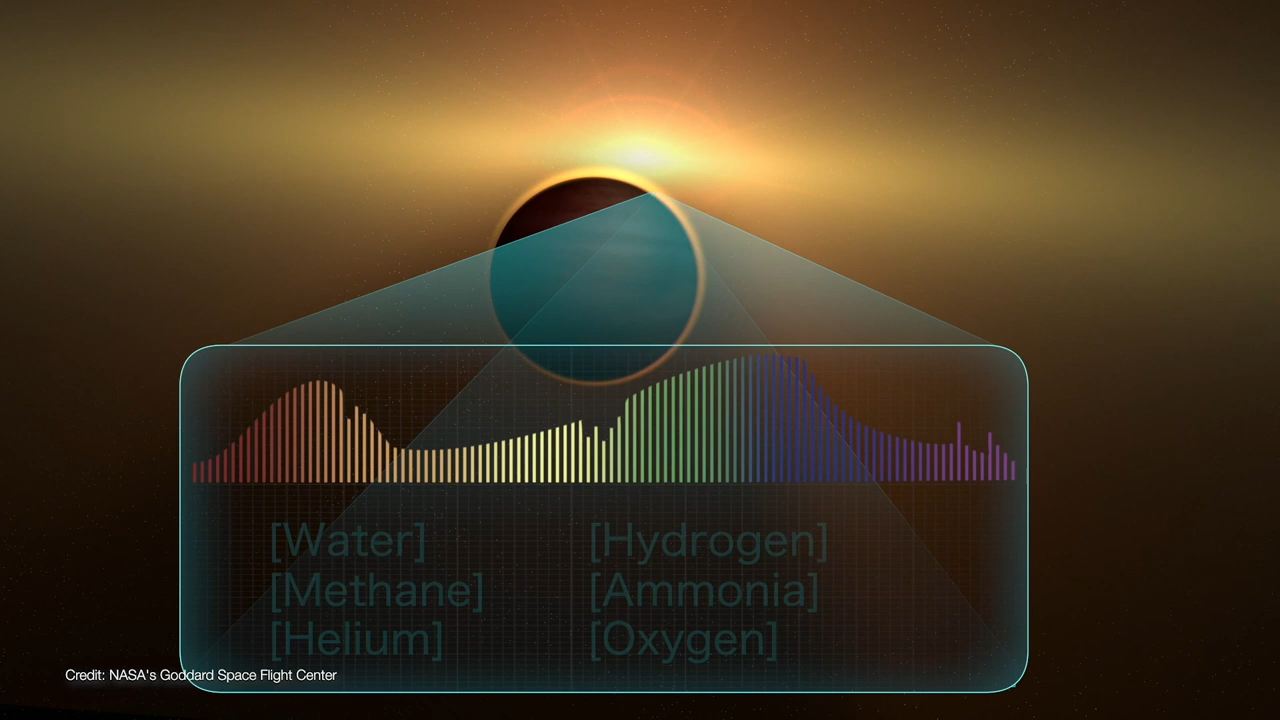 [Water] [Hydrogen]
[Methane] [Ammonia]
[Helium] [Oxygen]
Credit: NASA's Goddard Space Flight Center